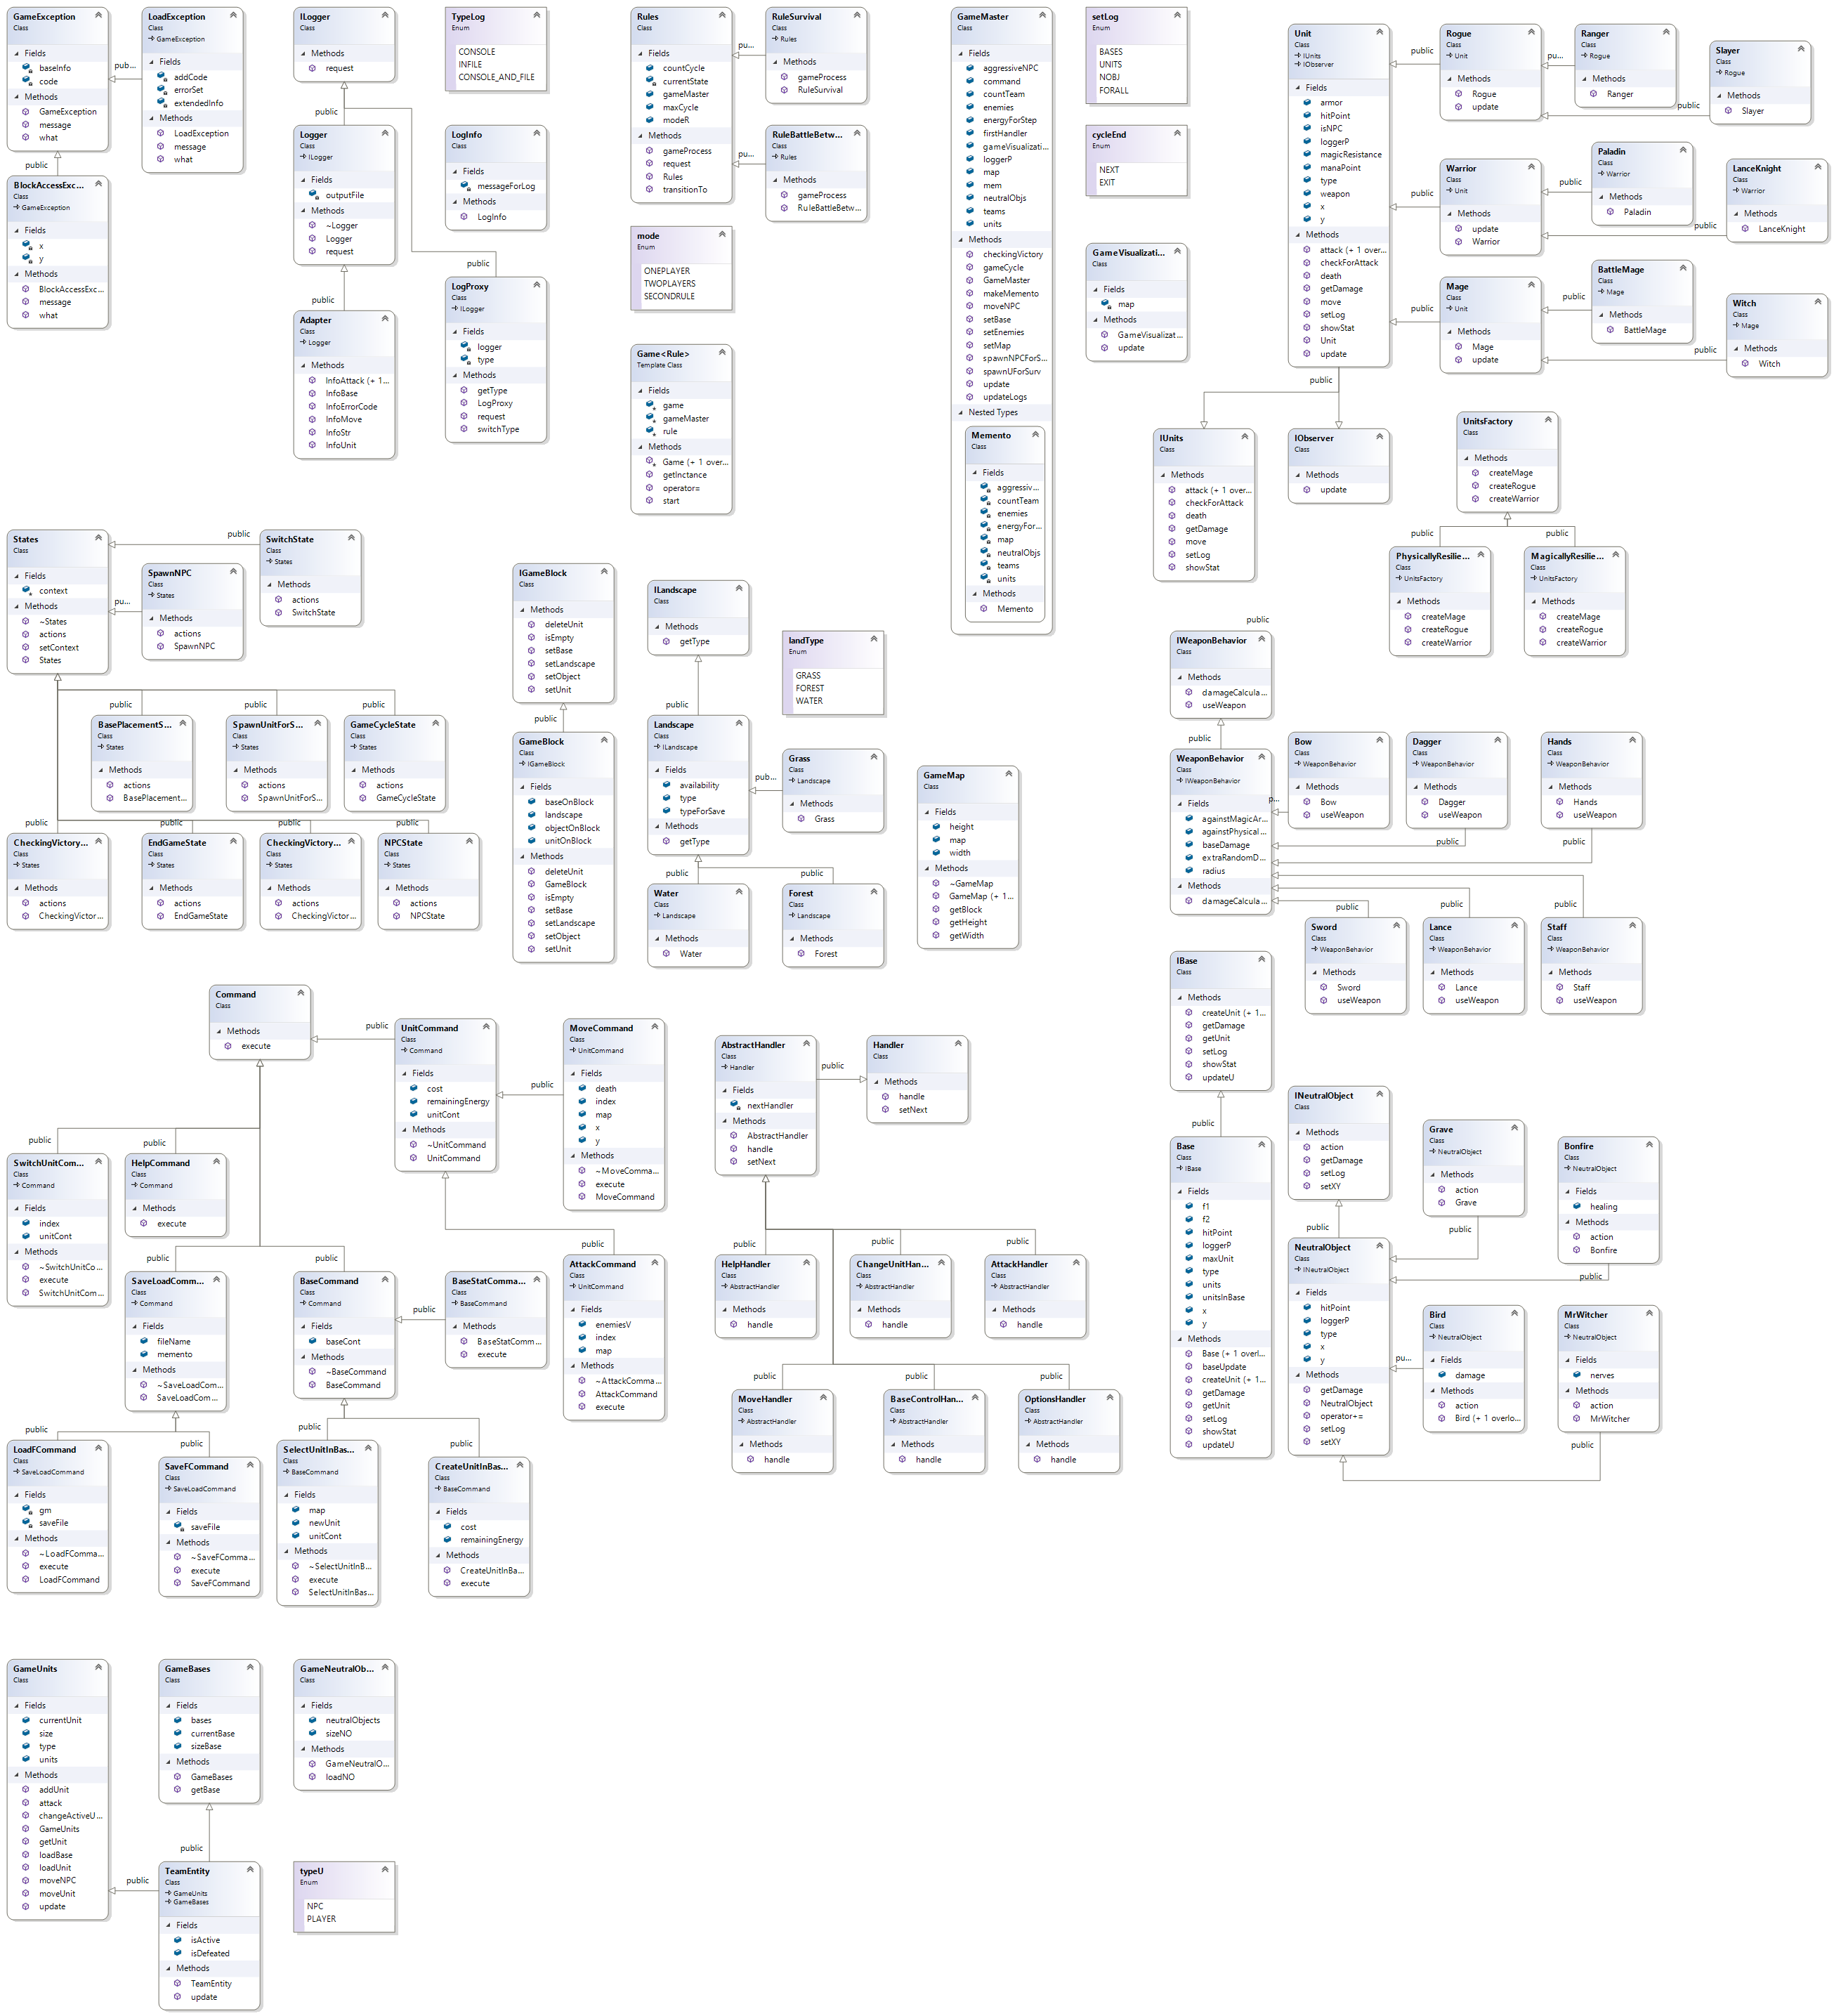 GameException
Class
Fields
baseInfo
code
Methods
GameException
message
what
public
LoadException
Class
GameException
Fields
addCode
errorSet
extendedInfo
Methods
LoadException
message
what
pub...
BlockAccessExc...
Class
GameException
Fields
x
y
Methods
BlockAccessExc...
message
what
ILogger
Class
Methods
request
public
Logger
Class
ILogger
Fields
outputFile
Methods
~Logger
Logger
request
public
Adapter
Class
Logger
Methods
InfoAttack (+ 1...
InfoBase
InfoErrorCode
InfoMove
InfoStr
InfoUnit
TypeLog
Enum
CONSOLE
INFILE
CONSOLE_AND_FILE
LogInfo
Class
Fields
messageForLog
Methods
LogInfo
public
LogProxy
Class
ILogger
Fields
logger
type
Methods
getType
LogProxy
request
switchType
Rules
Class
Fields
countCycle
currentState
gameMaster
maxCycle
modeR
Methods
gameProcess
request
Rules
transitionTo
pu...
RuleSurvival
Class
Rules
Methods
gameProcess
RuleSurvival
pu...
RuleBattleBetw...
Class
Rules
Methods
gameProcess
RuleBattleBetw...
mode
Enum
ONEPLAYER
TWOPLAYERS
SECONDRULE
Game<Rule>
Template Class
Fields
game
gameMaster
rule
Methods
Game (+ 1 over...
getInctance
operator=
start
GameMaster
Class
Fields
aggressiveNPC
command
countTeam
enemies
energyForStep
firstHandler
gameVisualizati...
loggerP
map
mem
neutralObjs
teams
units
Methods
checkingVictory
gameCycle
GameMaster
makeMemento
moveNPC
setBase
setEnemies
setMap
spawnNPCForS...
spawnUForSurv
update
updateLogs
Nested Types
Memento
Class
Fields
aggressiv...
countTeam
enemies
energyFor...
map
neutralObjs
teams
units
Methods
Memento
setLog
Enum
BASES
UNITS
NOBJ
FORALL
cycleEnd
Enum
NEXT
EXIT
GameVisualizati...
Class
Fields
map
Methods
GameVisualizat...
update
Unit
Class
IUnits
IObserver
Fields
armor
hitPoint
isNPC
loggerP
magicResistance
manaPoint
type
weapon
x
y
Methods
attack (+ 1 over...
checkForAttack
death
getDamage
move
setLog
showStat
Unit
update
public
public
Rogue
Class
Unit
Methods
Rogue
update
pu...
Ranger
Class
Rogue
Methods
Ranger
public
Slayer
Class
Rogue
Methods
Slayer
public
Warrior
Class
Unit
Methods
update
Warrior
public
Paladin
Class
Warrior
Methods
Paladin
public
LanceKnight
Class
Warrior
Methods
LanceKnight
public
Mage
Class
Unit
Methods
Mage
update
public
BattleMage
Class
Mage
Methods
BattleMage
public
Witch
Class
Mage
Methods
Witch
IUnits
Class
Methods
attack (+ 1 over...
checkForAttack
death
getDamage
move
setLog
showStat
IObserver
Class
Methods
update
UnitsFactory
Class
Methods
createMage
createRogue
createWarrior
public
public
PhysicallyResilie...
Class
UnitsFactory
Methods
createMage
createRogue
createWarrior
MagicallyResilie...
Class
UnitsFactory
Methods
createMage
createRogue
createWarrior
States
Class
Fields
context
Methods
~States
actions
setContext
States
public
SwitchState
Class
States
Methods
actions
SwitchState
pu...
SpawnNPC
Class
States
Methods
actions
SpawnNPC
public
public
public
BasePlacementS...
Class
States
Methods
actions
BasePlacement...
SpawnUnitForS...
Class
States
Methods
actions
SpawnUnitForS...
GameCycleState
Class
States
Methods
actions
GameCycleState
public
public
public
public
CheckingVictory...
Class
States
Methods
actions
CheckingVictor...
EndGameState
Class
States
Methods
actions
EndGameState
CheckingVictory...
Class
States
Methods
actions
CheckingVictor...
NPCState
Class
States
Methods
actions
NPCState
IGameBlock
Class
Methods
deleteUnit
isEmpty
setBase
setLandscape
setObject
setUnit
public
GameBlock
Class
IGameBlock
Fields
baseOnBlock
landscape
objectOnBlock
unitOnBlock
Methods
deleteUnit
GameBlock
isEmpty
setBase
setLandscape
setObject
setUnit
ILandscape
Class
Methods
getType
public
Landscape
Class
ILandscape
Fields
availability
type
typeForSave
Methods
getType
landType
Enum
GRASS
FOREST
WATER
pub...
Grass
Class
Landscape
Methods
Grass
public
public
Water
Class
Landscape
Methods
Water
Forest
Class
Landscape
Methods
Forest
GameMap
Class
Fields
height
map
width
Methods
~GameMap
GameMap (+ 1...
getBlock
getHeight
getWidth
public
IWeaponBehavior
Class
Methods
damageCalcula...
useWeapon
public
WeaponBehavior
Class
IWeaponBehavior
Fields
againstMagicAr...
againstPhysical...
baseDamage
extraRandomD...
radius
Methods
damageCalcula...
p...
Bow
Class
WeaponBehavior
Methods
Bow
useWeapon
Dagger
Class
WeaponBehavior
Methods
Dagger
useWeapon
public
Hands
Class
WeaponBehavior
Methods
Hands
useWeapon
public
public
public
public
Sword
Class
WeaponBehavior
Methods
Sword
useWeapon
Lance
Class
WeaponBehavior
Methods
Lance
useWeapon
Staff
Class
WeaponBehavior
Methods
Staff
useWeapon
IBase
Class
Methods
createUnit (+ 1...
getDamage
getUnit
setLog
showStat
updateU
public
Base
Class
IBase
Fields
f1
f2
hitPoint
loggerP
maxUnit
type
units
unitsInBase
x
y
Methods
Base (+ 1 overl...
baseUpdate
createUnit (+ 1...
getDamage
getUnit
setLog
showStat
updateU
INeutralObject
Class
Methods
action
getDamage
setLog
setXY
public
NeutralObject
Class
INeutralObject
Fields
hitPoint
loggerP
type
x
y
Methods
getDamage
NeutralObject
operator+=
setLog
setXY
Grave
Class
NeutralObject
Methods
action
Grave
public
Bonfire
Class
NeutralObject
Fields
healing
Methods
action
Bonfire
public
pu...
Bird
Class
NeutralObject
Fields
damage
Methods
action
Bird (+ 1 overlo...
MrWitcher
Class
NeutralObject
Fields
nerves
Methods
action
MrWitcher
public
Command
Class
Methods
execute
public
UnitCommand
Class
Command
Fields
cost
remainingEnergy
unitCont
Methods
~UnitCommand
UnitCommand
public
MoveCommand
Class
UnitCommand
Fields
death
index
map
x
y
Methods
~MoveComma...
execute
MoveCommand
public
AttackCommand
Class
UnitCommand
Fields
enemiesV
index
map
Methods
~AttackComma...
AttackCommand
execute
public
SwitchUnitCom...
Class
Command
Fields
index
unitCont
Methods
~SwitchUnitCo...
execute
SwitchUnitCom...
public
HelpCommand
Class
Command
Methods
execute
public
SaveLoadComm...
Class
Command
Fields
fileName
memento
Methods
~SaveLoadCom...
SaveLoadCom...
public
BaseCommand
Class
Command
Fields
baseCont
Methods
~BaseCommand
BaseCommand
public
BaseStatComma...
Class
BaseCommand
Methods
BaseStatComm...
execute
public
LoadFCommand
Class
SaveLoadCommand
Fields
gm
saveFile
Methods
~LoadFComma...
execute
LoadFCommand
public
SaveFCommand
Class
SaveLoadCommand
Fields
saveFile
Methods
~SaveFComma...
execute
SaveFCommand
public
SelectUnitInBas...
Class
BaseCommand
Fields
map
newUnit
unitCont
Methods
~SelectUnitInB...
execute
SelectUnitInBas...
public
CreateUnitInBas...
Class
BaseCommand
Fields
cost
remainingEnergy
Methods
CreateUnitInBa...
execute
AbstractHandler
Class
Handler
Fields
nextHandler
Methods
AbstractHandler
handle
setNext
public
Handler
Class
Methods
handle
setNext
public
HelpHandler
Class
AbstractHandler
Methods
handle
public
ChangeUnitHan...
Class
AbstractHandler
Methods
handle
public
AttackHandler
Class
AbstractHandler
Methods
handle
public
MoveHandler
Class
AbstractHandler
Methods
handle
public
BaseControlHan...
Class
AbstractHandler
Methods
handle
public
OptionsHandler
Class
AbstractHandler
Methods
handle
GameUnits
Class
Fields
currentUnit
size
type
units
Methods
addUnit
attack
changeActiveU...
GameUnits
getUnit
loadBase
loadUnit
moveNPC
moveUnit
update
GameBases
Class
Fields
bases
currentBase
sizeBase
Methods
GameBases
getBase
public
public
TeamEntity
Class
GameUnits
GameBases
Fields
isActive
isDefeated
Methods
TeamEntity
update
GameNeutralOb...
Class
Fields
neutralObjects
sizeNO
Methods
GameNeutralO...
loadNO
typeU
Enum
NPC
PLAYER